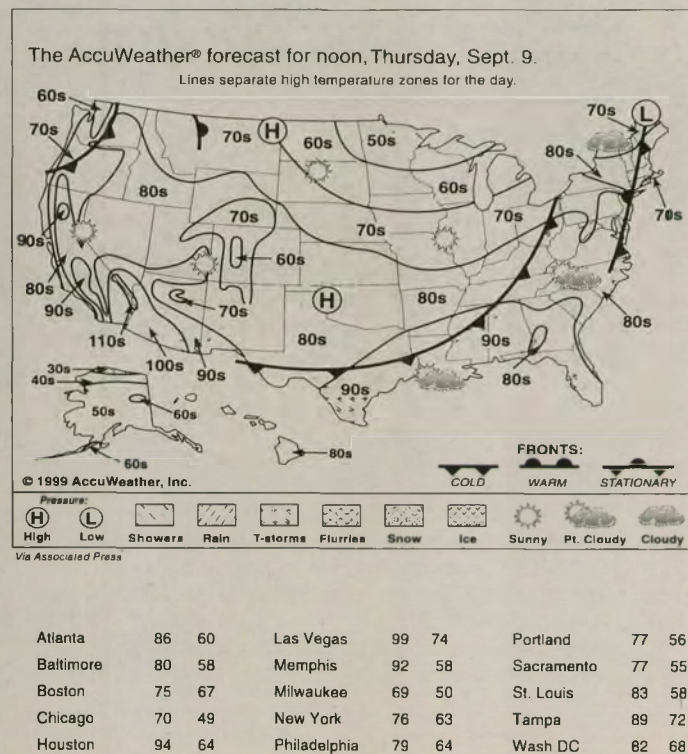 The AccuWeather® forecast for noon, Thursday, Sept. 9.
Lines separate high temperature zones for the day.
60s
70s
H
70s
60s
50s
70s
L
80s
80s
60s
70s
70s
70s
70s
90s
60s
80s
70s
H
80s
90s
80s
80s
110s
90s
100s
90s
90s
80s
30s
40s
50s
60s
80s
60s
FRONTS:
COLD WARM STATIONARY
© 1999 AccuWeather, Inc.
Pressure:
H L
High Low Showers Rain T-storms Flurries Snow Ice Sunny Pt. Cloudy Cloudy
Via Associated Press
Atlanta 86 60 Las Vegas 99 74 Portland 77 56
Baltimore 80 58 Memphis 92 58 Sacramento 77 55
Boston 75 67 Milwaukee 69 50 St. Louis 83 58
Chicago 70 49 New York 76 63 Tampa 89 72
Houston 94 64 Philadelphia 79 64 Wash DC 82 68